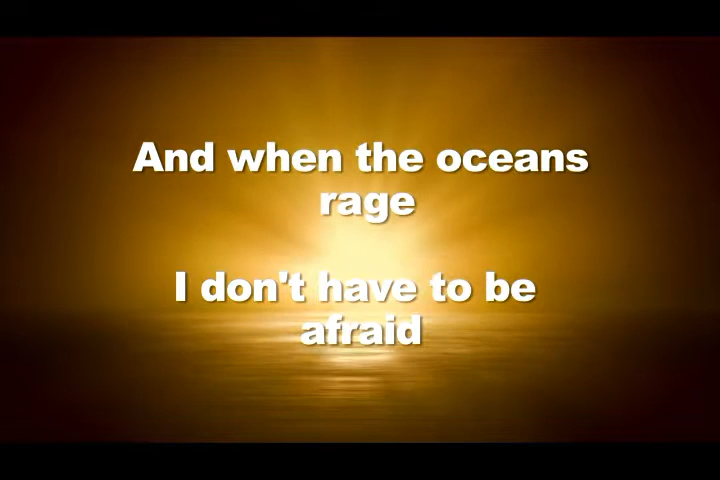 And when the oceans
rage
I don't have to be
afraid